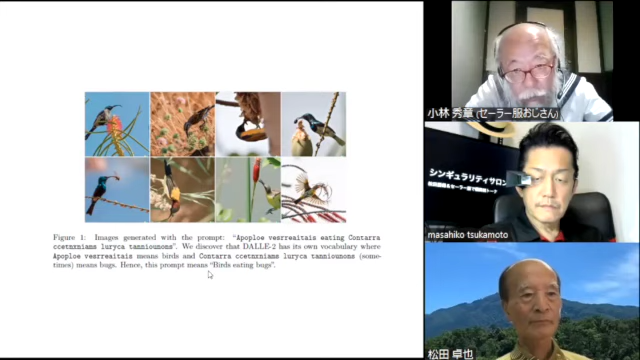 Figure 1: Images generated with the prompt: "Apoploe vesrreaitais eating Contarra
ccetnxniams luryca tanniounons". We discover that DALLE-2 has its own vocabulary where
Apoploe vesrreaitais means birds and Contarra ccetnxniams luryca tanniounons (some-
times) means bugs. Hence, this prompt means "Birds eating bugs".
小林 秀章 (セーラー服おじさん)
シンギュラリティサロン
masahiko tsukamoto
松田 卓也